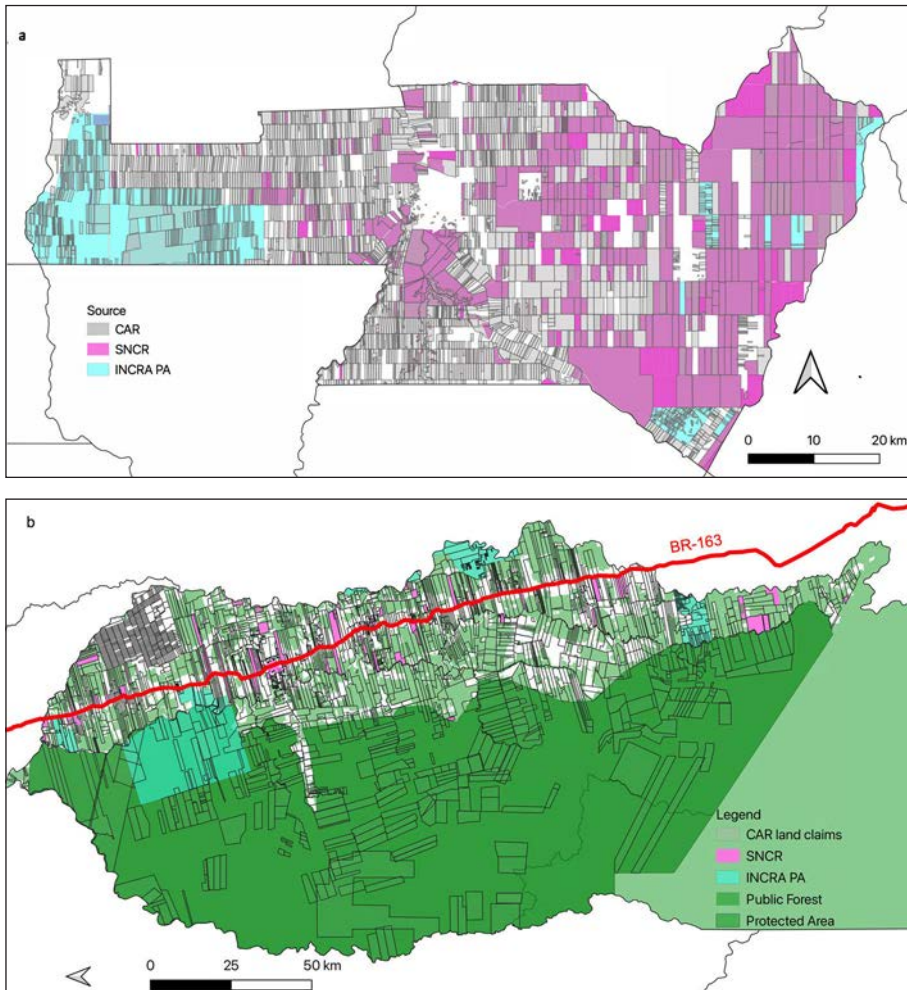 a
Source
CAR
SNCR
INCRA PA
0 10 20 km
b
BR-163
Legend
CAR land claims
SNCR
INCRA PA
Public Forest
Protected Area
0 25 50 km